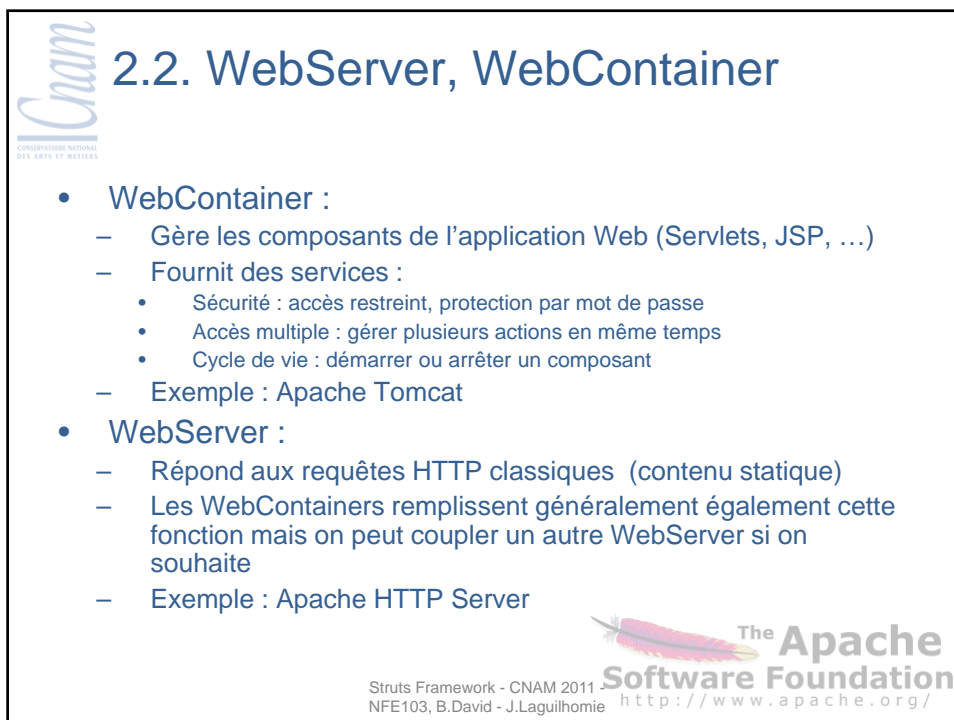 Cnam
CONSERVATOIRE NATIONAL
DES ARTS ET METIERS
2.2. WebServer, WebContainer
• WebContainer :
– Gère les composants de l'application Web (Servlets, JSP, …)
– Fournit des services :
• Sécurité : accès restreint, protection par mot de passe
• Accès multiple : gérer plusieurs actions en même temps
• Cycle de vie : démarrer ou arrêter un composant
– Exemple : Apache Tomcat
• WebServer :
– Répond aux requêtes HTTP classiques (contenu statique)
– Les WebContainers remplissent généralement également cette
fonction mais on peut coupler un autre WebServer si on
souhaite
– Exemple : Apache HTTP Server
Struts Framework - CNAM 2011 -
NFE103, B.David - J.Laguilhomie
The Apache
Software Foundation
http://www.apache.org/